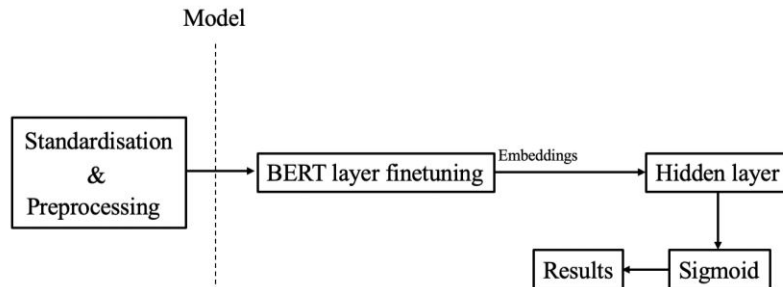 Model
Standardisation
&
Preprocessing
BERT layer finetuning
Embeddings
Hidden layer
Results
Sigmoid